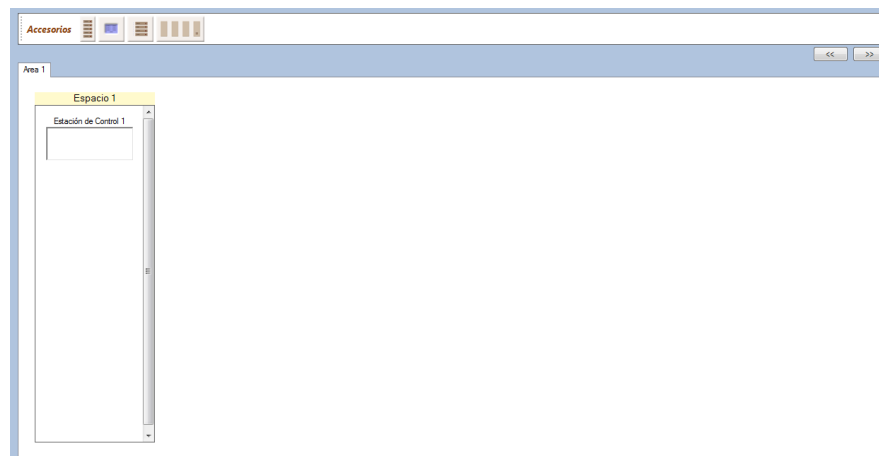 Accesorios
<< >>
Area 1
Espacio 1
Estación de Control 1